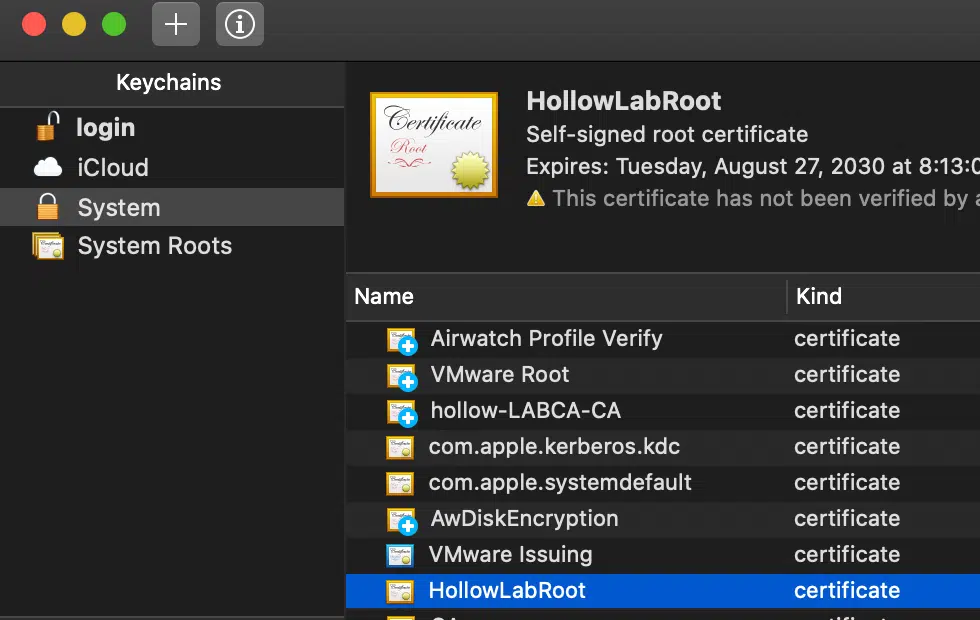 Keychains
login
iCloud
System
System Roots
Certificate
Root
HollowLabRoot
Self-signed root certificate
Expires: Tuesday, August 27, 2030 at 8:13:0
This certificate has not been verified by a
Name Kind
Airwatch Profile Verify certificate
VMware Root certificate
hollow-LABCA-CA certificate
com.apple.kerberos.kdc certificate
com.apple.systemdefault certificate
AwDiskEncryption certificate
VMware Issuing certificate
HollowLabRoot certificate